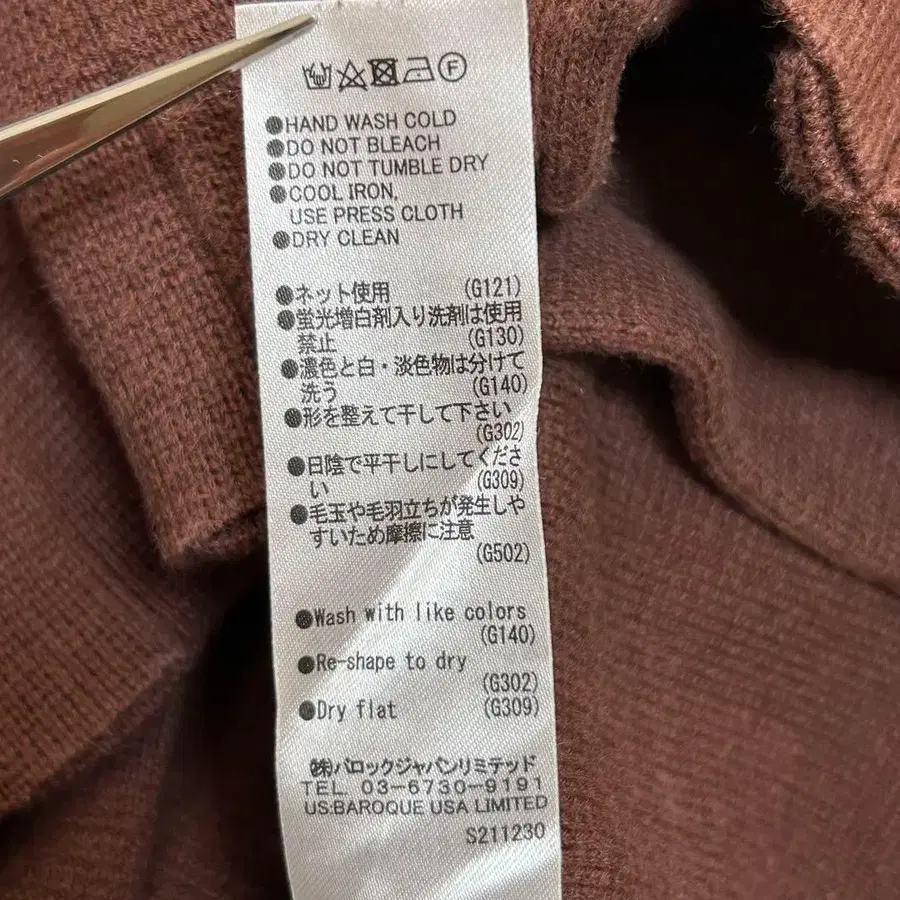 ●HAND WASH COLD
●DO NOT BLEACH
●DO NOT TUMBLE DRY
●COOL IRON,
USE PRESS CLOTH
●DRY CLEAN
●ネット使用 (G121)
●蛍光増白剤入り洗剤は使用
禁止 (G130)
●濃色と白・淡色物は分けて
洗う (G140)
●形を整えて干して下さい
(G302)
●日陰で平干しにしてくださ
い (G309)
●毛玉や毛羽立ちが発生しや
すいため摩擦に注意
(G502)
●Wash with like colors
(G140)
●Re-shape to dry
(G302)
●Dry flat (G309)
㈱バロックジャパンリミテッド
TEL 03-6730-9191
US:BAROQUE USA LIMITED
S211230